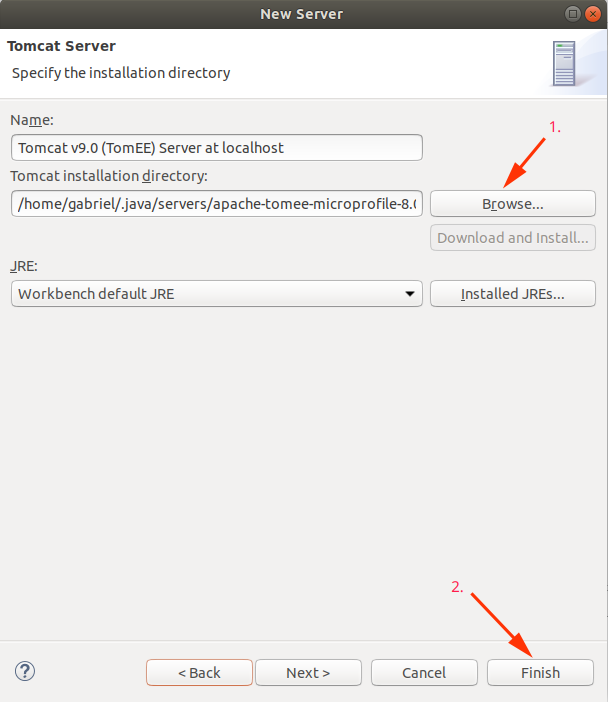 New Server
Tomcat Server
Specify the installation directory
1.
Name:
Tomcat v9.0 (TomEE) Server at localhost
Tomcat installation directory:
/home/gabriel/.java/servers/apache-tomee-microprofile-8.0
Browse...
Download and Install...
JRE:
Workbench default JRE
Installed JREs...
2.
?
< Back
Next >
Cancel
Finish